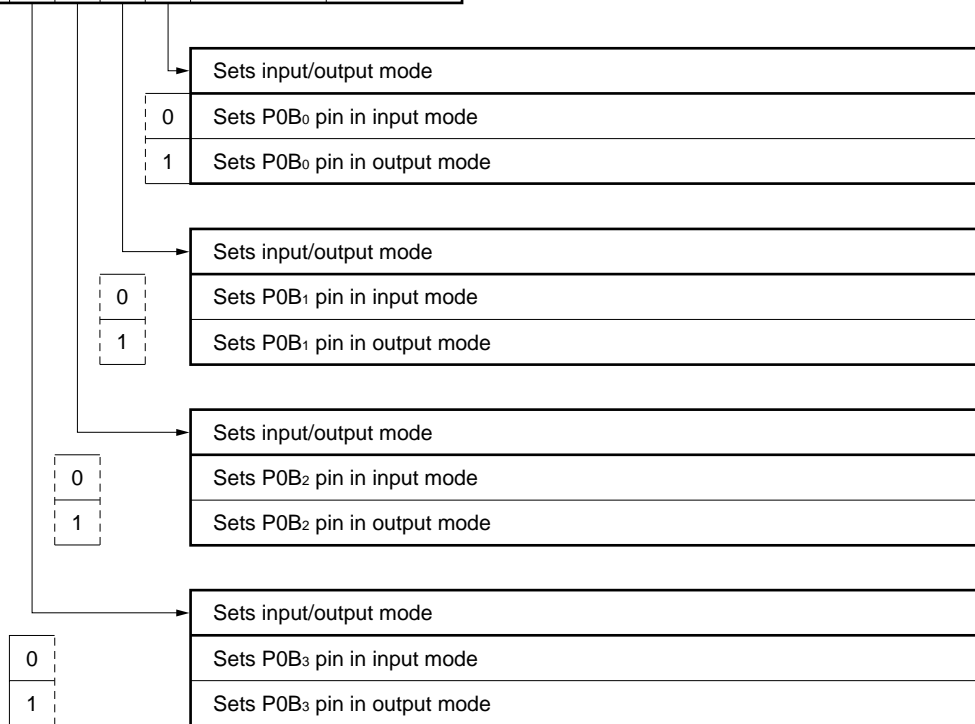 Sets input/output mode
0 Sets P0B₀ pin in input mode
1 Sets P0B₀ pin in output mode
Sets input/output mode
0 Sets P0B₁ pin in input mode
1 Sets P0B₁ pin in output mode
Sets input/output mode
0 Sets P0B₂ pin in input mode
1 Sets P0B₂ pin in output mode
Sets input/output mode
0 Sets P0B₃ pin in input mode
1 Sets P0B₃ pin in output mode